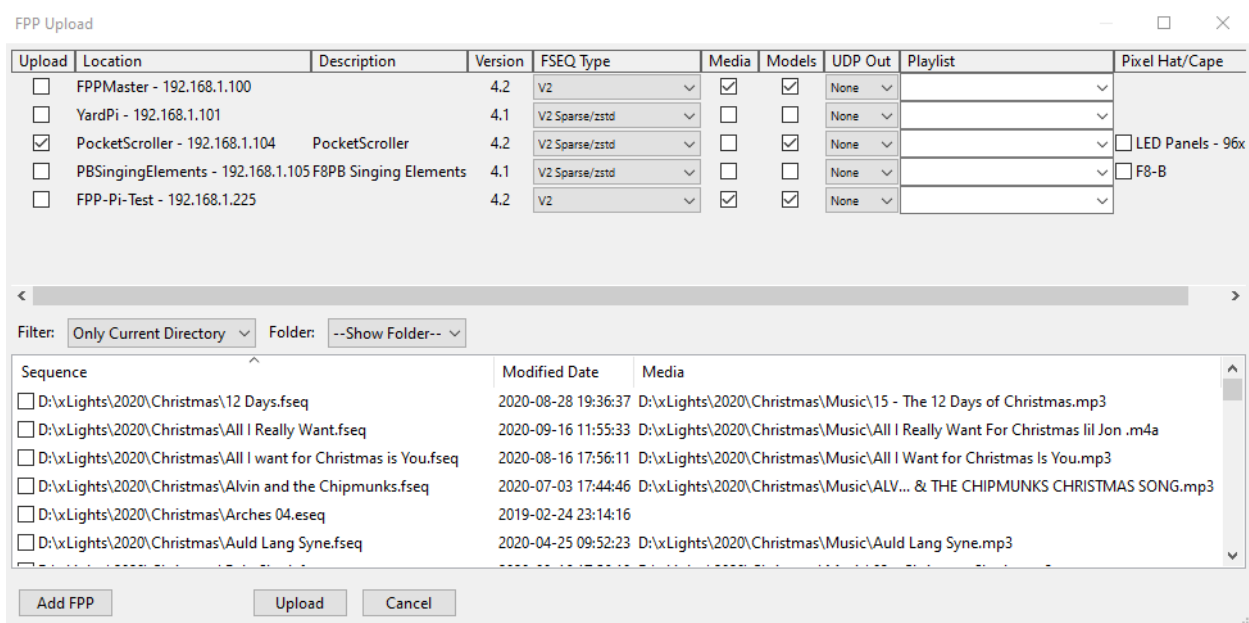 FPP Upload
Upload Location Description Version FSEQ Type Media Models UDP Out Playlist Pixel Hat/Cape
FPPMaster - 192.168.1.100 4.2 V2 None
YardPi - 192.168.1.101 4.1 V2 Sparse/zstd None
PocketScroller - 192.168.1.104 PocketScroller 4.2 V2 Sparse/zstd None LED Panels - 96x
PBSingingElements - 192.168.1.105 F8PB Singing Elements 4.1 V2 Sparse/zstd None F8-B
FPP-Pi-Test - 192.168.1.225 4.2 V2 None
Filter: Only Current Directory Folder: --Show Folder--
Sequence Modified Date Media
D:\xLights\2020\Christmas\12 Days.fseq 2020-08-28 19:36:37 D:\xLights\2020\Christmas\Music\15 - The 12 Days of Christmas.mp3
D:\xLights\2020\Christmas\All I Really Want.fseq 2020-09-16 11:55:33 D:\xLights\2020\Christmas\Music\All I Really Want For Christmas lil Jon .m4a
D:\xLights\2020\Christmas\All I want for Christmas is You.fseq 2020-08-16 17:56:11 D:\xLights\2020\Christmas\Music\All I Want for Christmas Is You.mp3
D:\xLights\2020\Christmas\Alvin and the Chipmunks.fseq 2020-07-03 17:44:46 D:\xLights\2020\Christmas\Music\ALV... & THE CHIPMUNKS CHRISTMAS SONG.mp3
D:\xLights\2020\Christmas\Arches 04.eseq 2019-02-24 23:14:16
D:\xLights\2020\Christmas\Auld Lang Syne.fseq 2020-04-25 09:52:23 D:\xLights\2020\Christmas\Music\Auld Lang Syne.mp3
Add FPP Upload Cancel